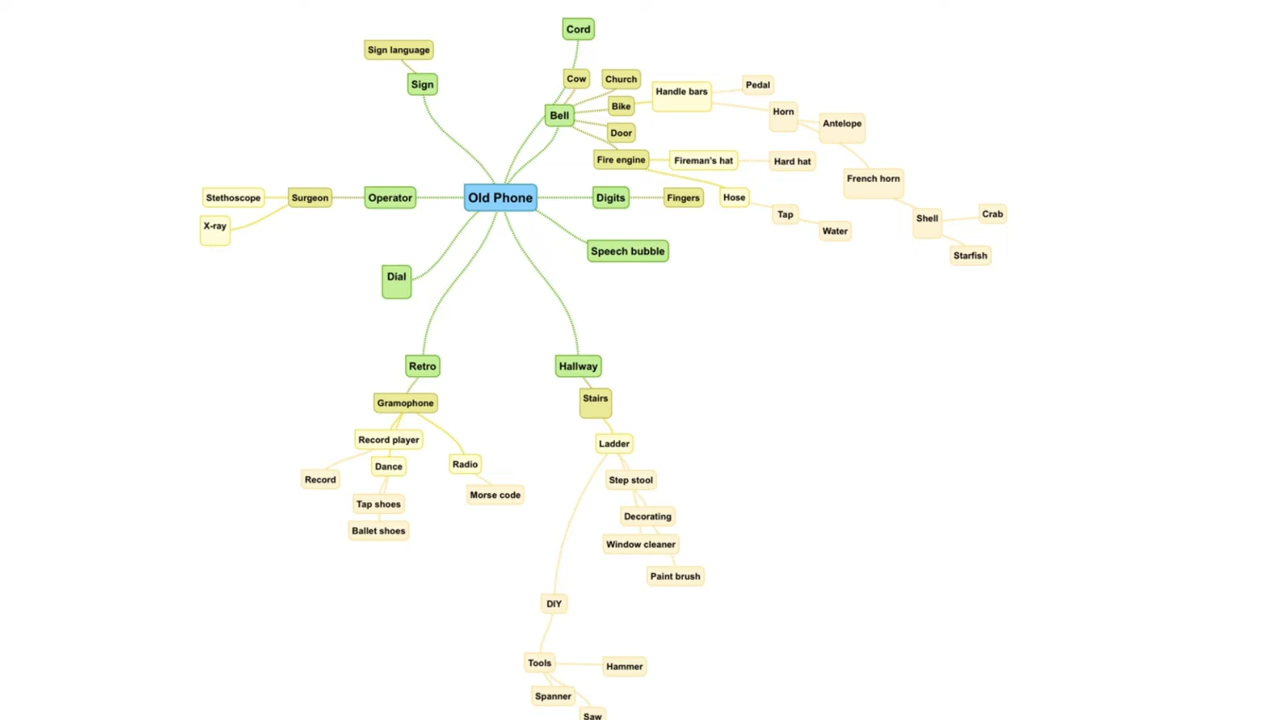 Cord
Sign language
Sign
Cow
Church
Bell
Bike
Handle bars
Pedal
Horn
Antelope
Door
Fire engine
Fireman's hat
Hard hat
French horn
Stethoscope
Surgeon
Operator
Old Phone
Digits
Fingers
Hose
Tap
Water
Shell
Crab
Starfish
X-ray
Speech bubble
Dial
Retro
Hallway
Gramophone
Stairs
Record player
Ladder
Dance
Radio
Record
Step stool
Morse code
Tap shoes
Decorating
Ballet shoes
Window cleaner
Paint brush
DIY
Tools
Hammer
Spanner
Saw